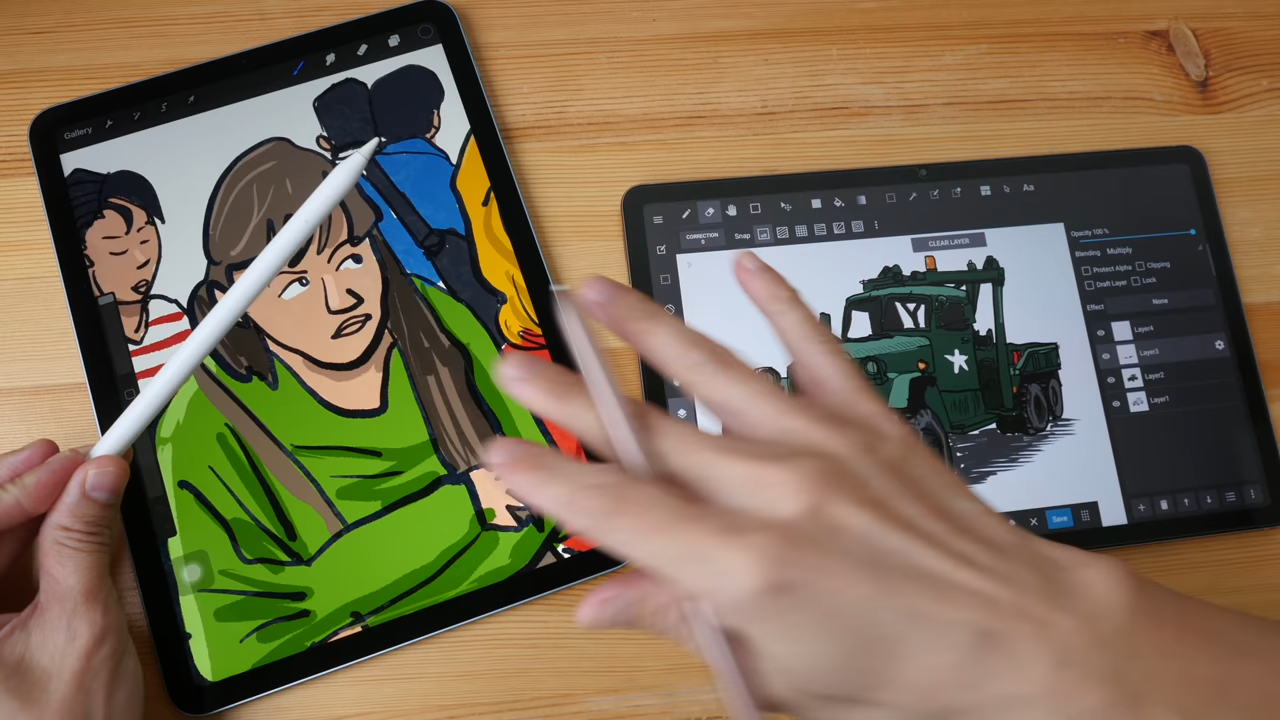 Gallery
Aa
CORRECTION
0
Snap
CLEAR LAYER
Opacity 100 %
Blending Multiply
Protect Alpha Clipping
Draft Layer Lock
Effect None
Layer4
Layer3
Layer2
Layer1
Save